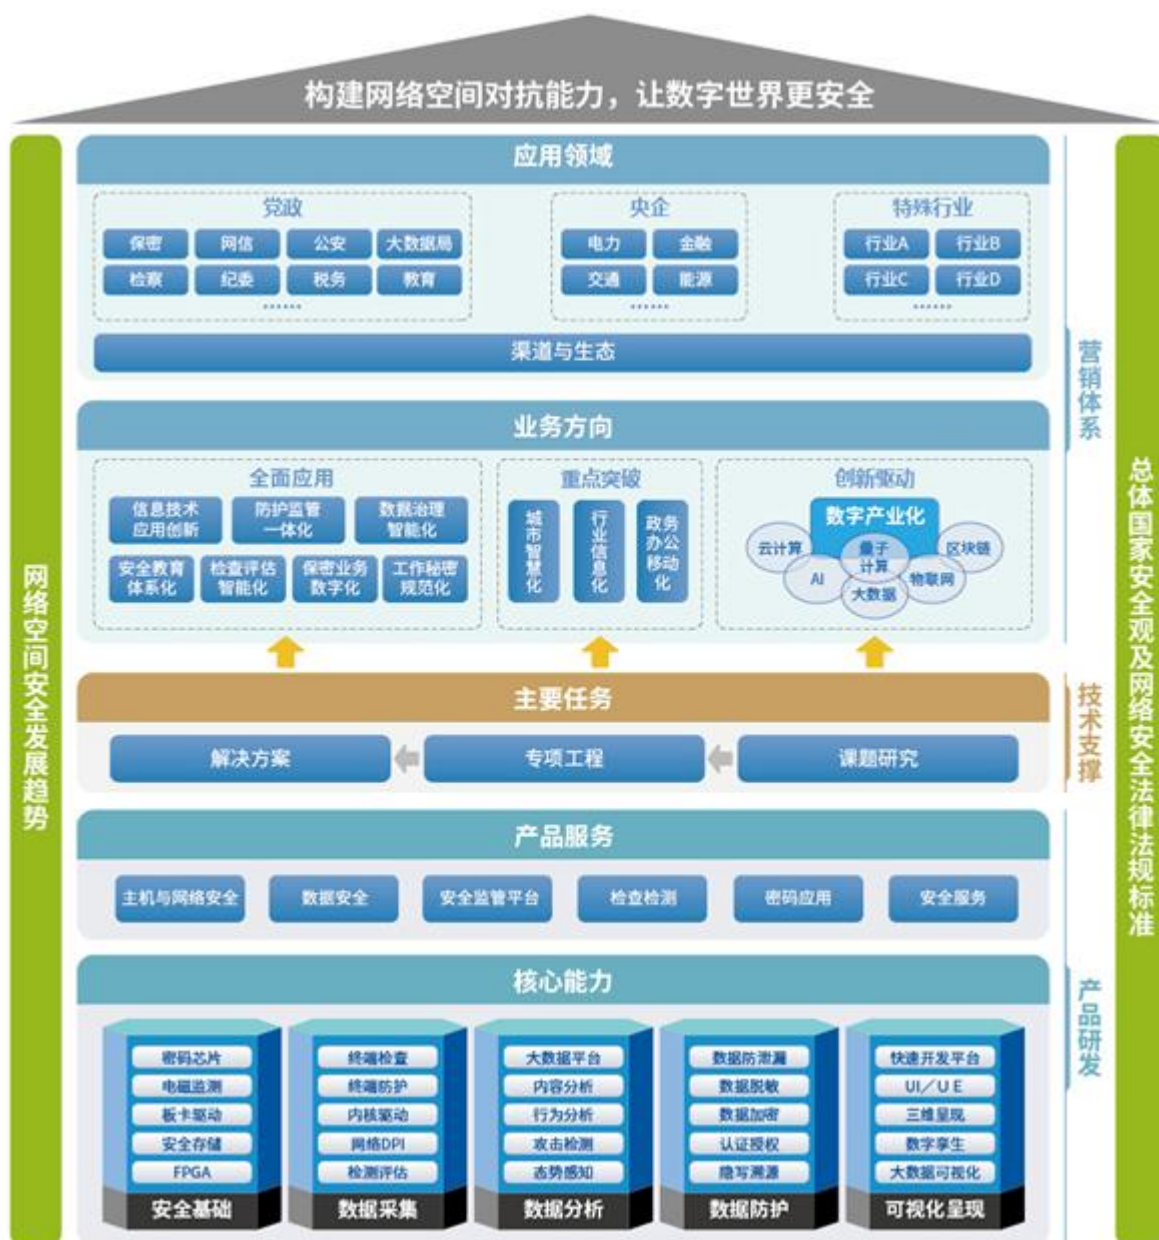 构建网络空间对抗能力，让数字世界更安全
网络空间安全发展趋势
应用领域
党政
保密 网信 公安 大数据局
检察 纪委 税务 教育
......
央企
电力 金融
交通 能源
......
特殊行业
行业A 行业B
行业C 行业D
......
渠道与生态
业务方向
全面应用
信息技术
应用创新
防护监管
一体化
数据治理
智能化
安全教育
体系化
检查评估
智能化
保密业务
数字化
工作秘密
规范化
重点突破
城市智慧化
行业信息化
政务
办公
移动
化
创新驱动
数字产业化
云计算
AI
量子
计算
大数据
物联网
区块链
营销体系
主要任务
解决方案 专项工程 课题研究
技术支撑
产品服务
主机与网络安全 数据安全 安全监管平台 检查检测 密码应用 安全服务
核心能力
密码芯片
电磁监测
板卡驱动
安全存储
FPGA
安全基础
终端检查
终端防护
内核驱动
网络DPI
检测评估
数据采集
大数据平台
内容分析
行为分析
攻击检测
态势感知
数据分析
数据防泄漏
数据脱敏
数据加密
认证授权
隐写溯源
数据防护
快速开发平台
UI／U E
三维呈现
数字孪生
大数据可视化
可视化呈现
产品研发
总体国家安全观及网络安全法律法规标准